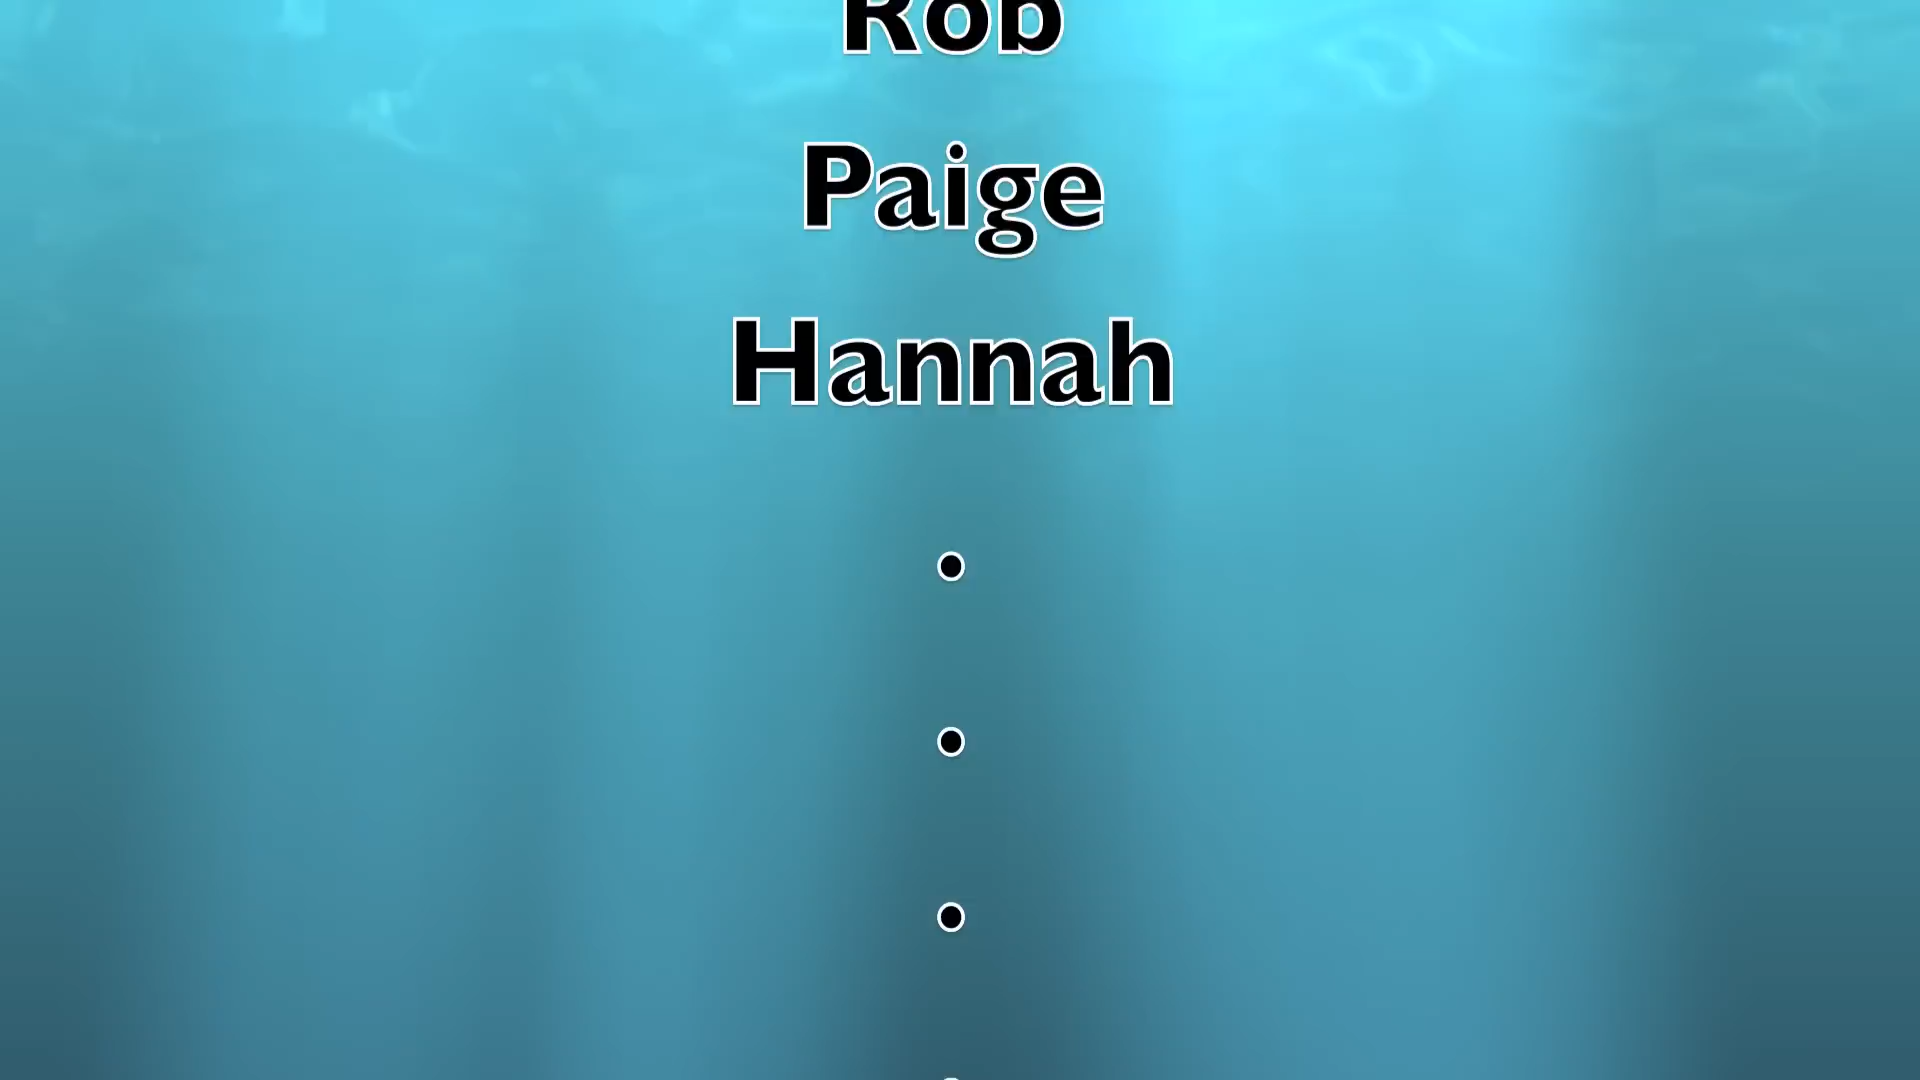 Rob
Paige
Hannah
.
.
.